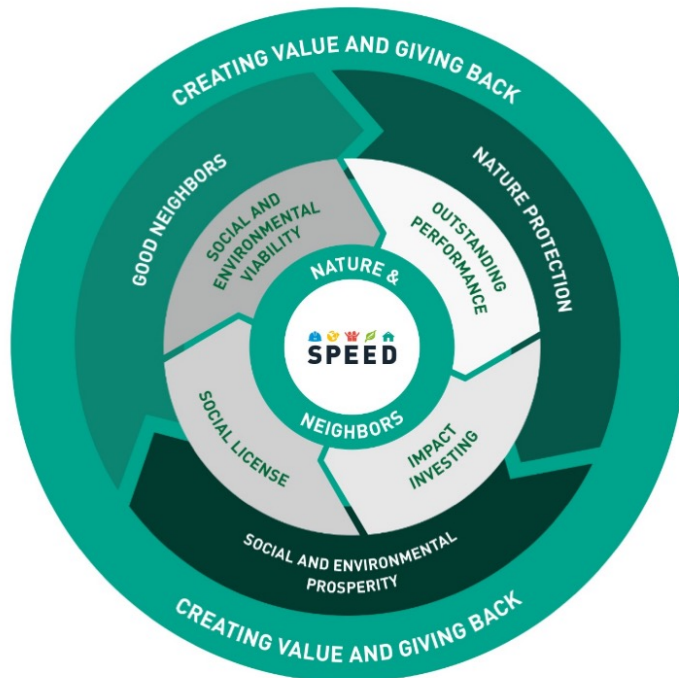 CREATING VALUE AND GIVING BACK
GOOD NEIGHBORS
NATURE PROTECTION
SOCIAL AND
ENVIRONMENTAL
VIABILITY
OUTSTANDING
PERFORMANCE
NATURE &
SPEED
NEIGHBORS
SOCIAL LICENSE
IMPACT
INVESTING
SOCIAL AND ENVIRONMENTAL
PROSPERITY
CREATING VALUE AND GIVING BACK